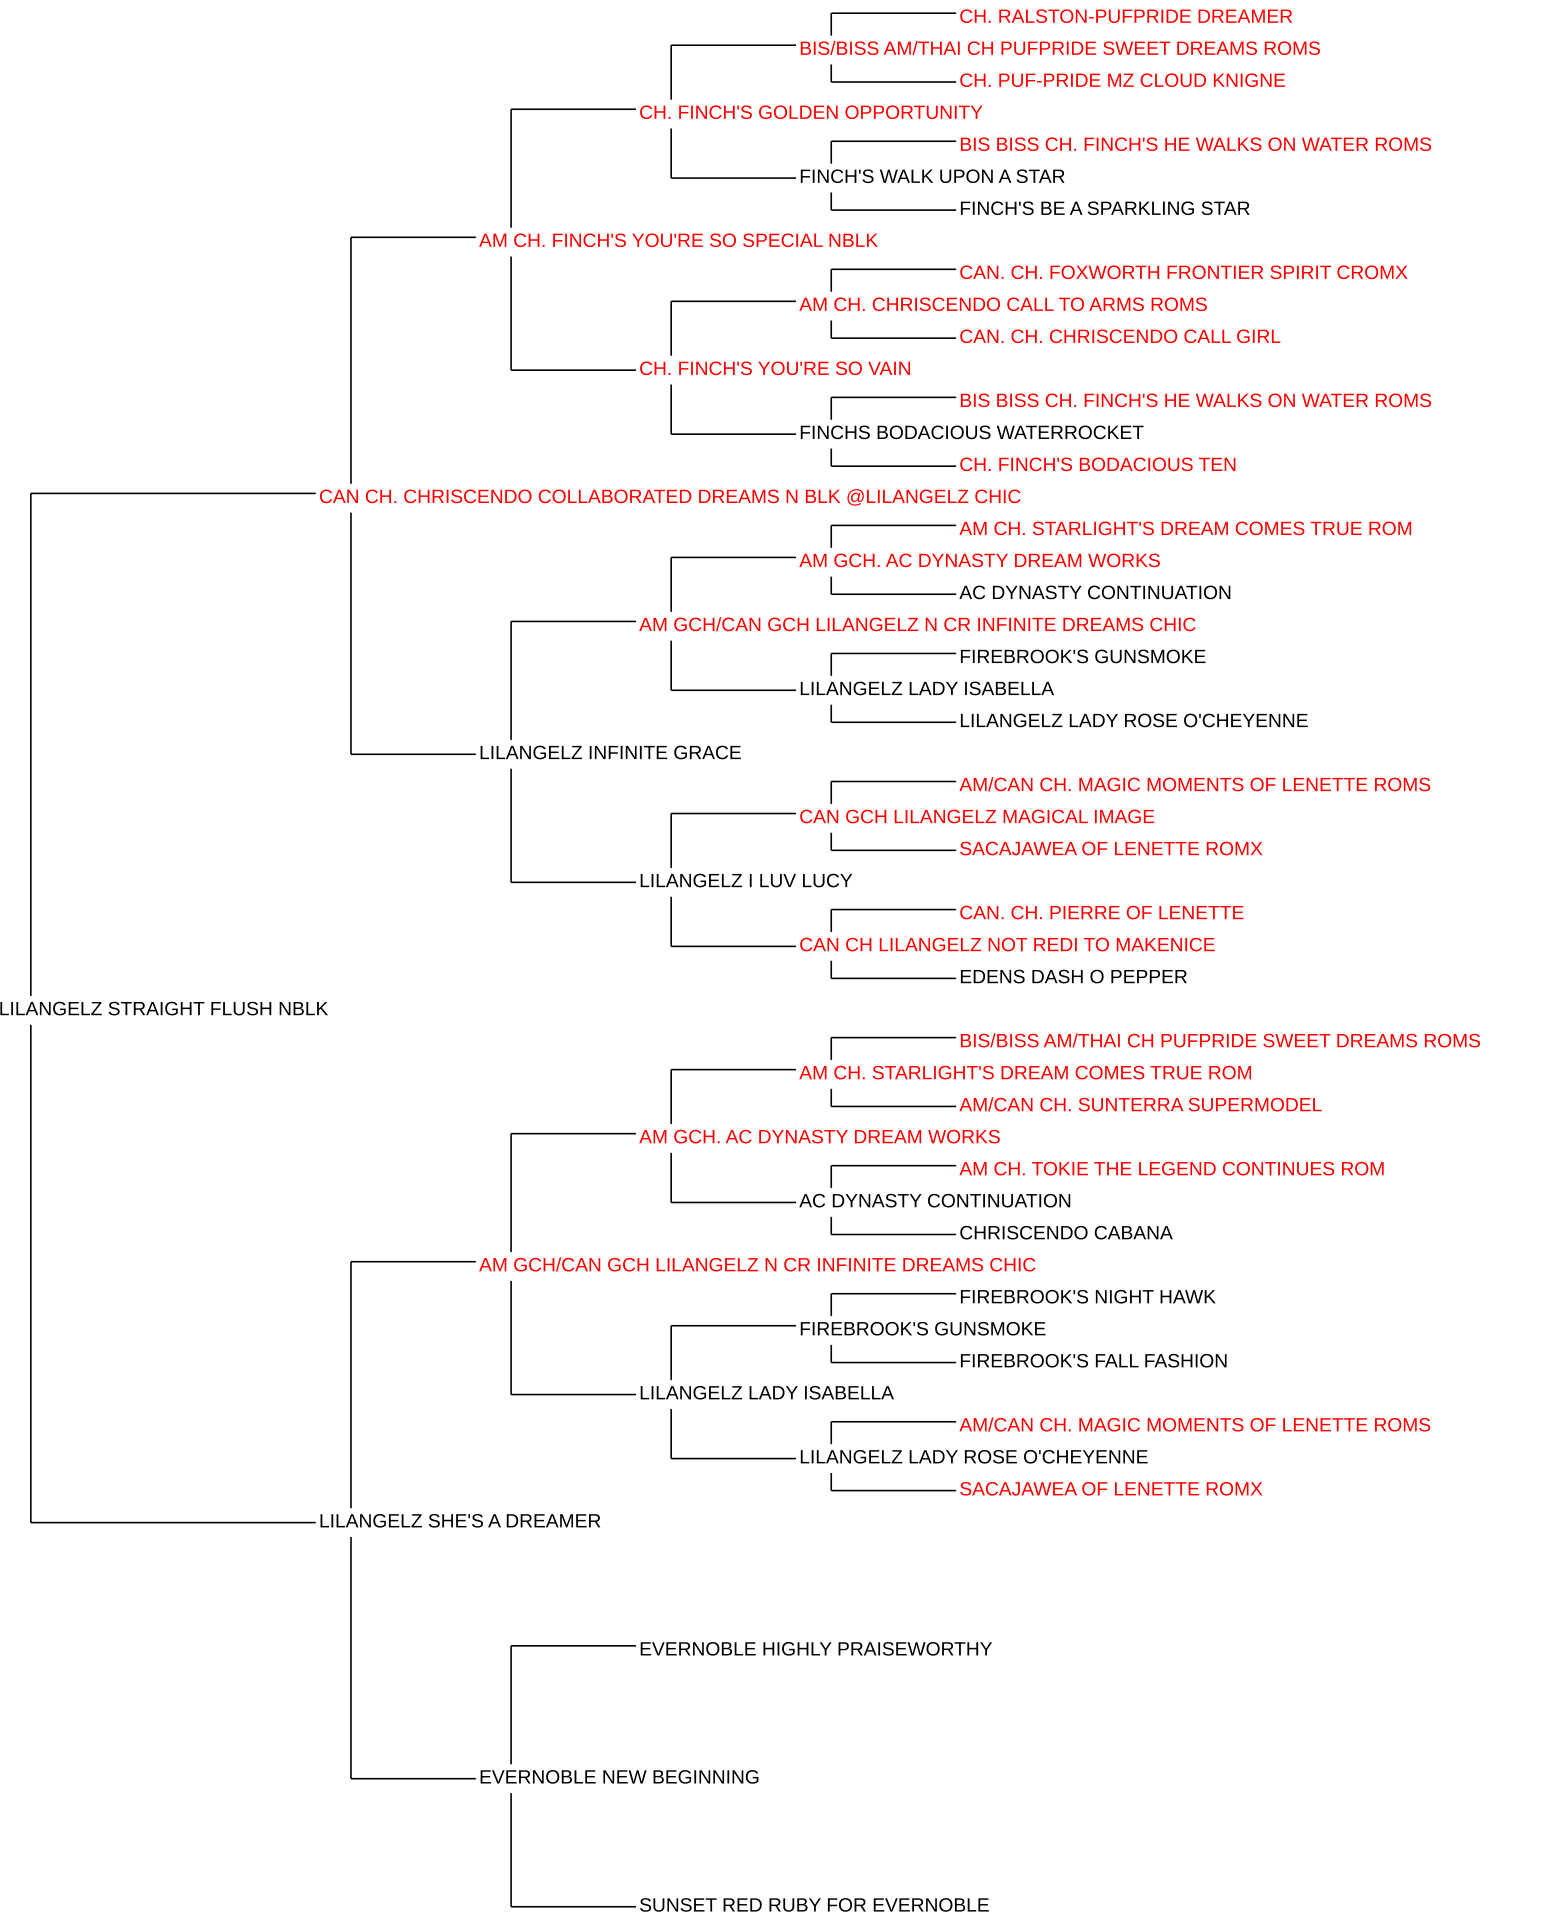 CH. RALSTON-PUFPRIDE DREAMER
BIS/BISS AM/THAI CH PUFPRIDE SWEET DREAMS ROMS
CH. PUF-PRIDE MZ CLOUD KNIGNE
CH. FINCH'S GOLDEN OPPORTUNITY
BIS BISS CH. FINCH'S HE WALKS ON WATER ROMS
FINCH'S WALK UPON A STAR
FINCH'S BE A SPARKLING STAR
AM CH. FINCH'S YOU'RE SO SPECIAL NBLK
CAN. CH. FOXWORTH FRONTIER SPIRIT CROMX
AM CH. CHRISCENDO CALL TO ARMS ROMS
CAN. CH. CHRISCENDO CALL GIRL
CH. FINCH'S YOU'RE SO VAIN
BIS BISS CH. FINCH'S HE WALKS ON WATER ROMS
FINCHS BODACIOUS WATERROCKET
CH. FINCH'S BODACIOUS TEN
CAN CH. CHRISCENDO COLLABORATED DREAMS N BLK @LILANGELZ CHIC
AM CH. STARLIGHT'S DREAM COMES TRUE ROM
AM GCH. AC DYNASTY DREAM WORKS
AC DYNASTY CONTINUATION
AM GCH/CAN GCH LILANGELZ N CR INFINITE DREAMS CHIC
FIREBROOK'S GUNSMOKE
LILANGELZ LADY ISABELLA
LILANGELZ LADY ROSE O'CHEYENNE
LILANGELZ INFINITE GRACE
AM/CAN CH. MAGIC MOMENTS OF LENETTE ROMS
CAN GCH LILANGELZ MAGICAL IMAGE
SACAJAWEA OF LENETTE ROMX
LILANGELZ I LUV LUCY
CAN. CH. PIERRE OF LENETTE
CAN CH LILANGELZ NOT REDI TO MAKENICE
EDENS DASH O PEPPER
LILANGELZ STRAIGHT FLUSH NBLK
BIS/BISS AM/THAI CH PUFPRIDE SWEET DREAMS ROMS
AM CH. STARLIGHT'S DREAM COMES TRUE ROM
AM/CAN CH. SUNTERRA SUPERMODEL
AM GCH. AC DYNASTY DREAM WORKS
AM CH. TOKIE THE LEGEND CONTINUES ROM
AC DYNASTY CONTINUATION
CHRISCENDO CABANA
AM GCH/CAN GCH LILANGELZ N CR INFINITE DREAMS CHIC
FIREBROOK'S NIGHT HAWK
FIREBROOK'S GUNSMOKE
FIREBROOK'S FALL FASHION
LILANGELZ LADY ISABELLA
AM/CAN CH. MAGIC MOMENTS OF LENETTE ROMS
LILANGELZ LADY ROSE O'CHEYENNE
SACAJAWEA OF LENETTE ROMX
LILANGELZ SHE'S A DREAMER
EVERNOBLE HIGHLY PRAISEWORTHY
EVERNOBLE NEW BEGINNING
SUNSET RED RUBY FOR EVERNOBLE